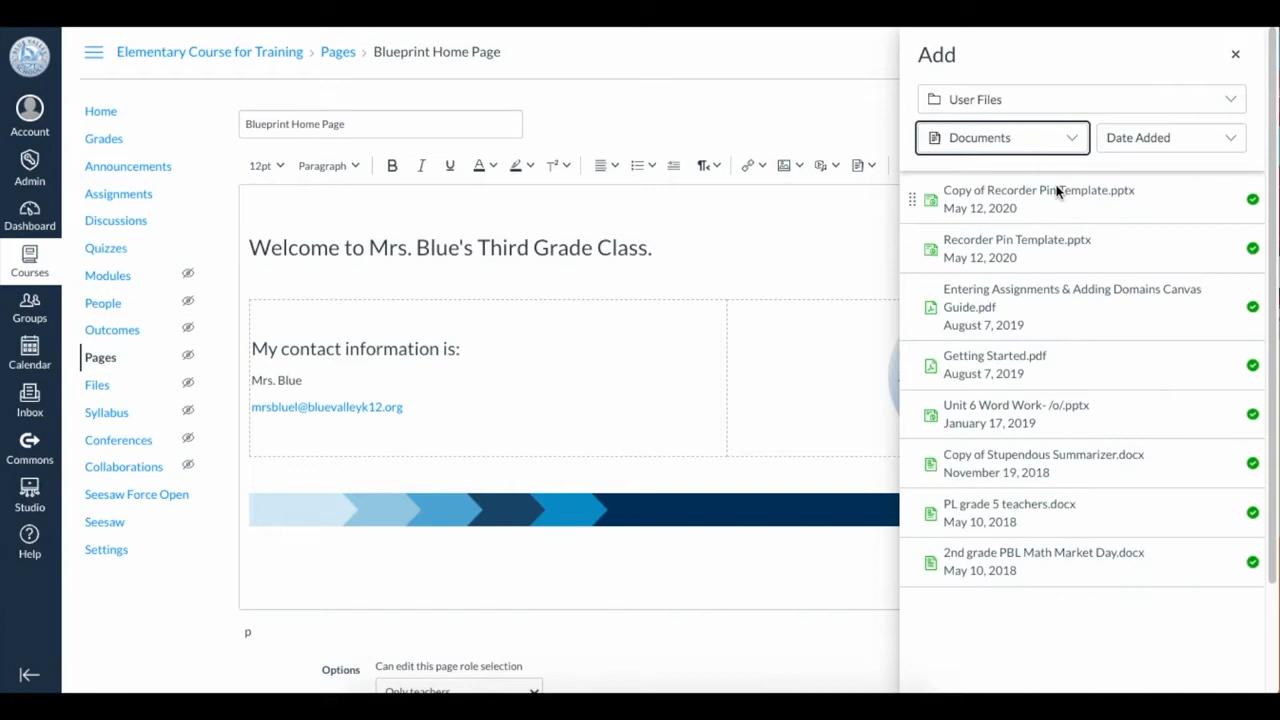 Account
Admin
Dashboard
Courses
Groups
Calendar
Inbox
Commons
Studio
Help
Elementary Course for Training > Pages > Blueprint Home Page
Home
Grades
Announcements
Assignments
Discussions
Quizzes
Modules
People
Outcomes
Pages
Files
Syllabus
Conferences
Collaborations
Seesaw Force Open
Seesaw
Settings
Blueprint Home Page
12pt Paragraph B I U A T²
Welcome to Mrs. Blue's Third Grade Class.
My contact information is:
Mrs. Blue
mrsbluel@bluevalleyk12.org
p
Options
Can edit this page role selection
Only teachers
Add
User Files
Documents
Date Added
Copy of Recorder Pin Template.pptx
May 12, 2020
Recorder Pin Template.pptx
May 12, 2020
Entering Assignments & Adding Domains Canvas
Guide.pdf
August 7, 2019
Getting Started.pdf
August 7, 2019
Unit 6 Word Work- /o/.pptx
January 17, 2019
Copy of Stupendous Summarizer.docx
November 19, 2018
PL grade 5 teachers.docx
May 10, 2018
2nd grade PBL Math Market Day.docx
May 10, 2018